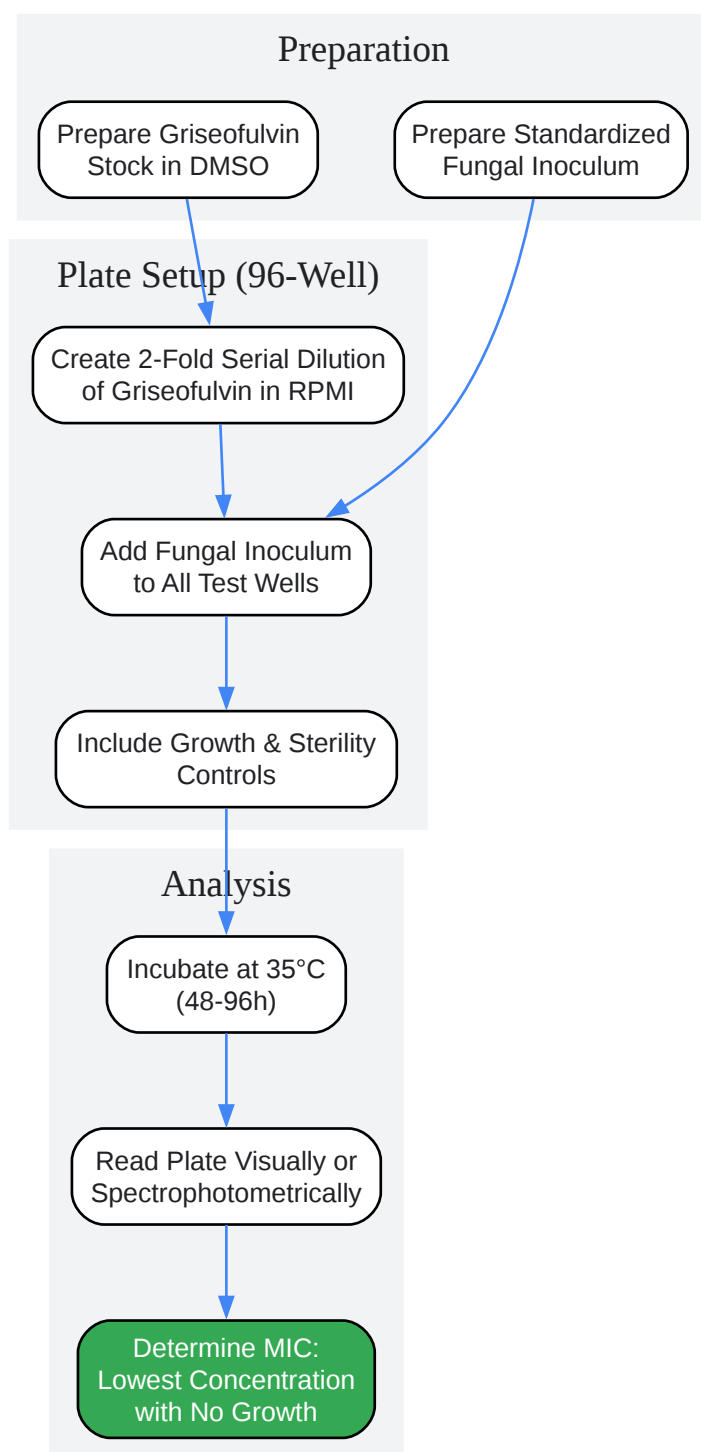 Preparation
Prepare Griseofulvin
Stock in DMSO
Prepare Standardized
Fungal Inoculum
Plate Setup (96-Well)
Create 2-Fold Serial Dilution
of Griseofulvin in RPMI
Add Fungal Inoculum
to All Test Wells
Include Growth & Sterility
Controls
Analysis
Incubate at 35°C
(48-96h)
Read Plate Visually or
Spectrophotometrically
Determine MIC:
Lowest Concentration
with No Growth